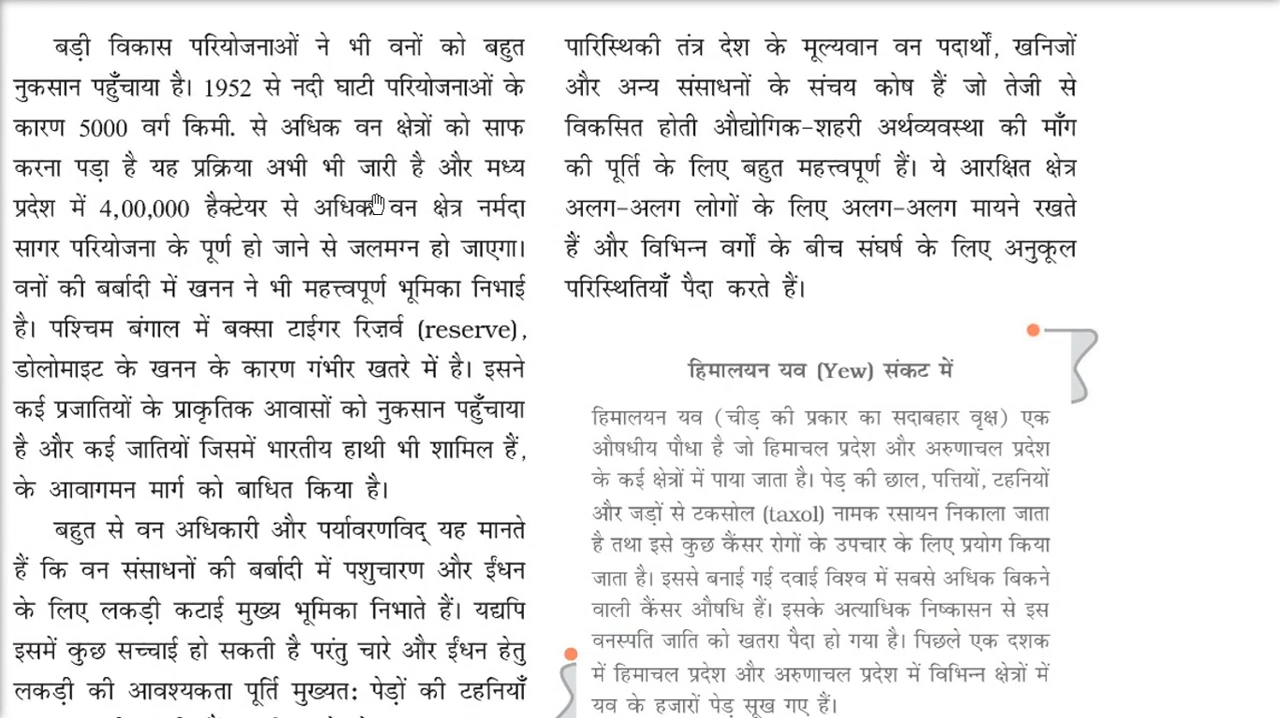 बड़ी विकास परियोजनाओं ने भी वनों को बहुत
नुकसान पहुँचाया है। 1952 से नदी घाटी परियोजनाओं के
कारण 5000 वर्ग किमी. से अधिक वन क्षेत्रों को साफ
करना पड़ा है यह प्रक्रिया अभी भी जारी है और मध्य
प्रदेश में 4,00,000 हैक्टेयर से अधिक वन क्षेत्र नर्मदा
सागर परियोजना के पूर्ण हो जाने से जलमग्न हो जाएगा।
वनों की बर्बादी में खनन ने भी महत्त्वपूर्ण भूमिका निभाई
है। पश्चिम बंगाल में बक्सा टाईगर रिज़र्व (reserve),
डोलोमाइट के खनन के कारण गंभीर खतरे में है। इसने
कई प्रजातियों के प्राकृतिक आवासों को नुकसान पहुँचाया
है और कई जातियों जिसमें भारतीय हाथी भी शामिल हैं,
के आवागमन मार्ग को बाधित किया है।
बहुत से वन अधिकारी और पर्यावरणविद् यह मानते
हैं कि वन संसाधनों की बर्बादी में पशुचारण और ईंधन
के लिए लकड़ी कटाई मुख्य भूमिका निभाते हैं। यद्यपि
इसमें कुछ सच्चाई हो सकती है परंतु चारे और ईंधन हेतु
लकड़ी की आवश्यकता पूर्ति मुख्यत: पेड़ों की टहनियाँ
पारिस्थिकी तंत्र देश के मूल्यवान वन पदार्थों, खनिजों
और अन्य संसाधनों के संचय कोष हैं जो तेजी से
विकसित होती औद्योगिक-शहरी अर्थव्यवस्था की माँग
की पूर्ति के लिए बहुत महत्त्वपूर्ण हैं। ये आरक्षित क्षेत्र
अलग-अलग लोगों के लिए अलग-अलग मायने रखते
हैं और विभिन्न वर्गों के बीच संघर्ष के लिए अनुकूल
परिस्थितियाँ पैदा करते हैं।
हिमालयन यव (Yew) संकट में
हिमालयन यव (चीड़ की प्रकार का सदाबहार वृक्ष) एक
औषधीय पौधा है जो हिमाचल प्रदेश और अरुणाचल प्रदेश
के कई क्षेत्रों में पाया जाता है। पेड़ की छाल, पत्तियों, टहनियों
और जड़ों से टकसोल (taxol) नामक रसायन निकाला जाता
है तथा इसे कुछ कैंसर रोगों के उपचार के लिए प्रयोग किया
जाता है। इससे बनाई गई दवाई विश्व में सबसे अधिक बिकने
वाली कैंसर औषधि हैं। इसके अत्याधिक निष्कासन से इस
वनस्पति जाति को खतरा पैदा हो गया है। पिछले एक दशक
में हिमाचल प्रदेश और अरुणाचल प्रदेश में विभिन्न क्षेत्रों में
यव के हजारों पेड़ सूख गए हैं।